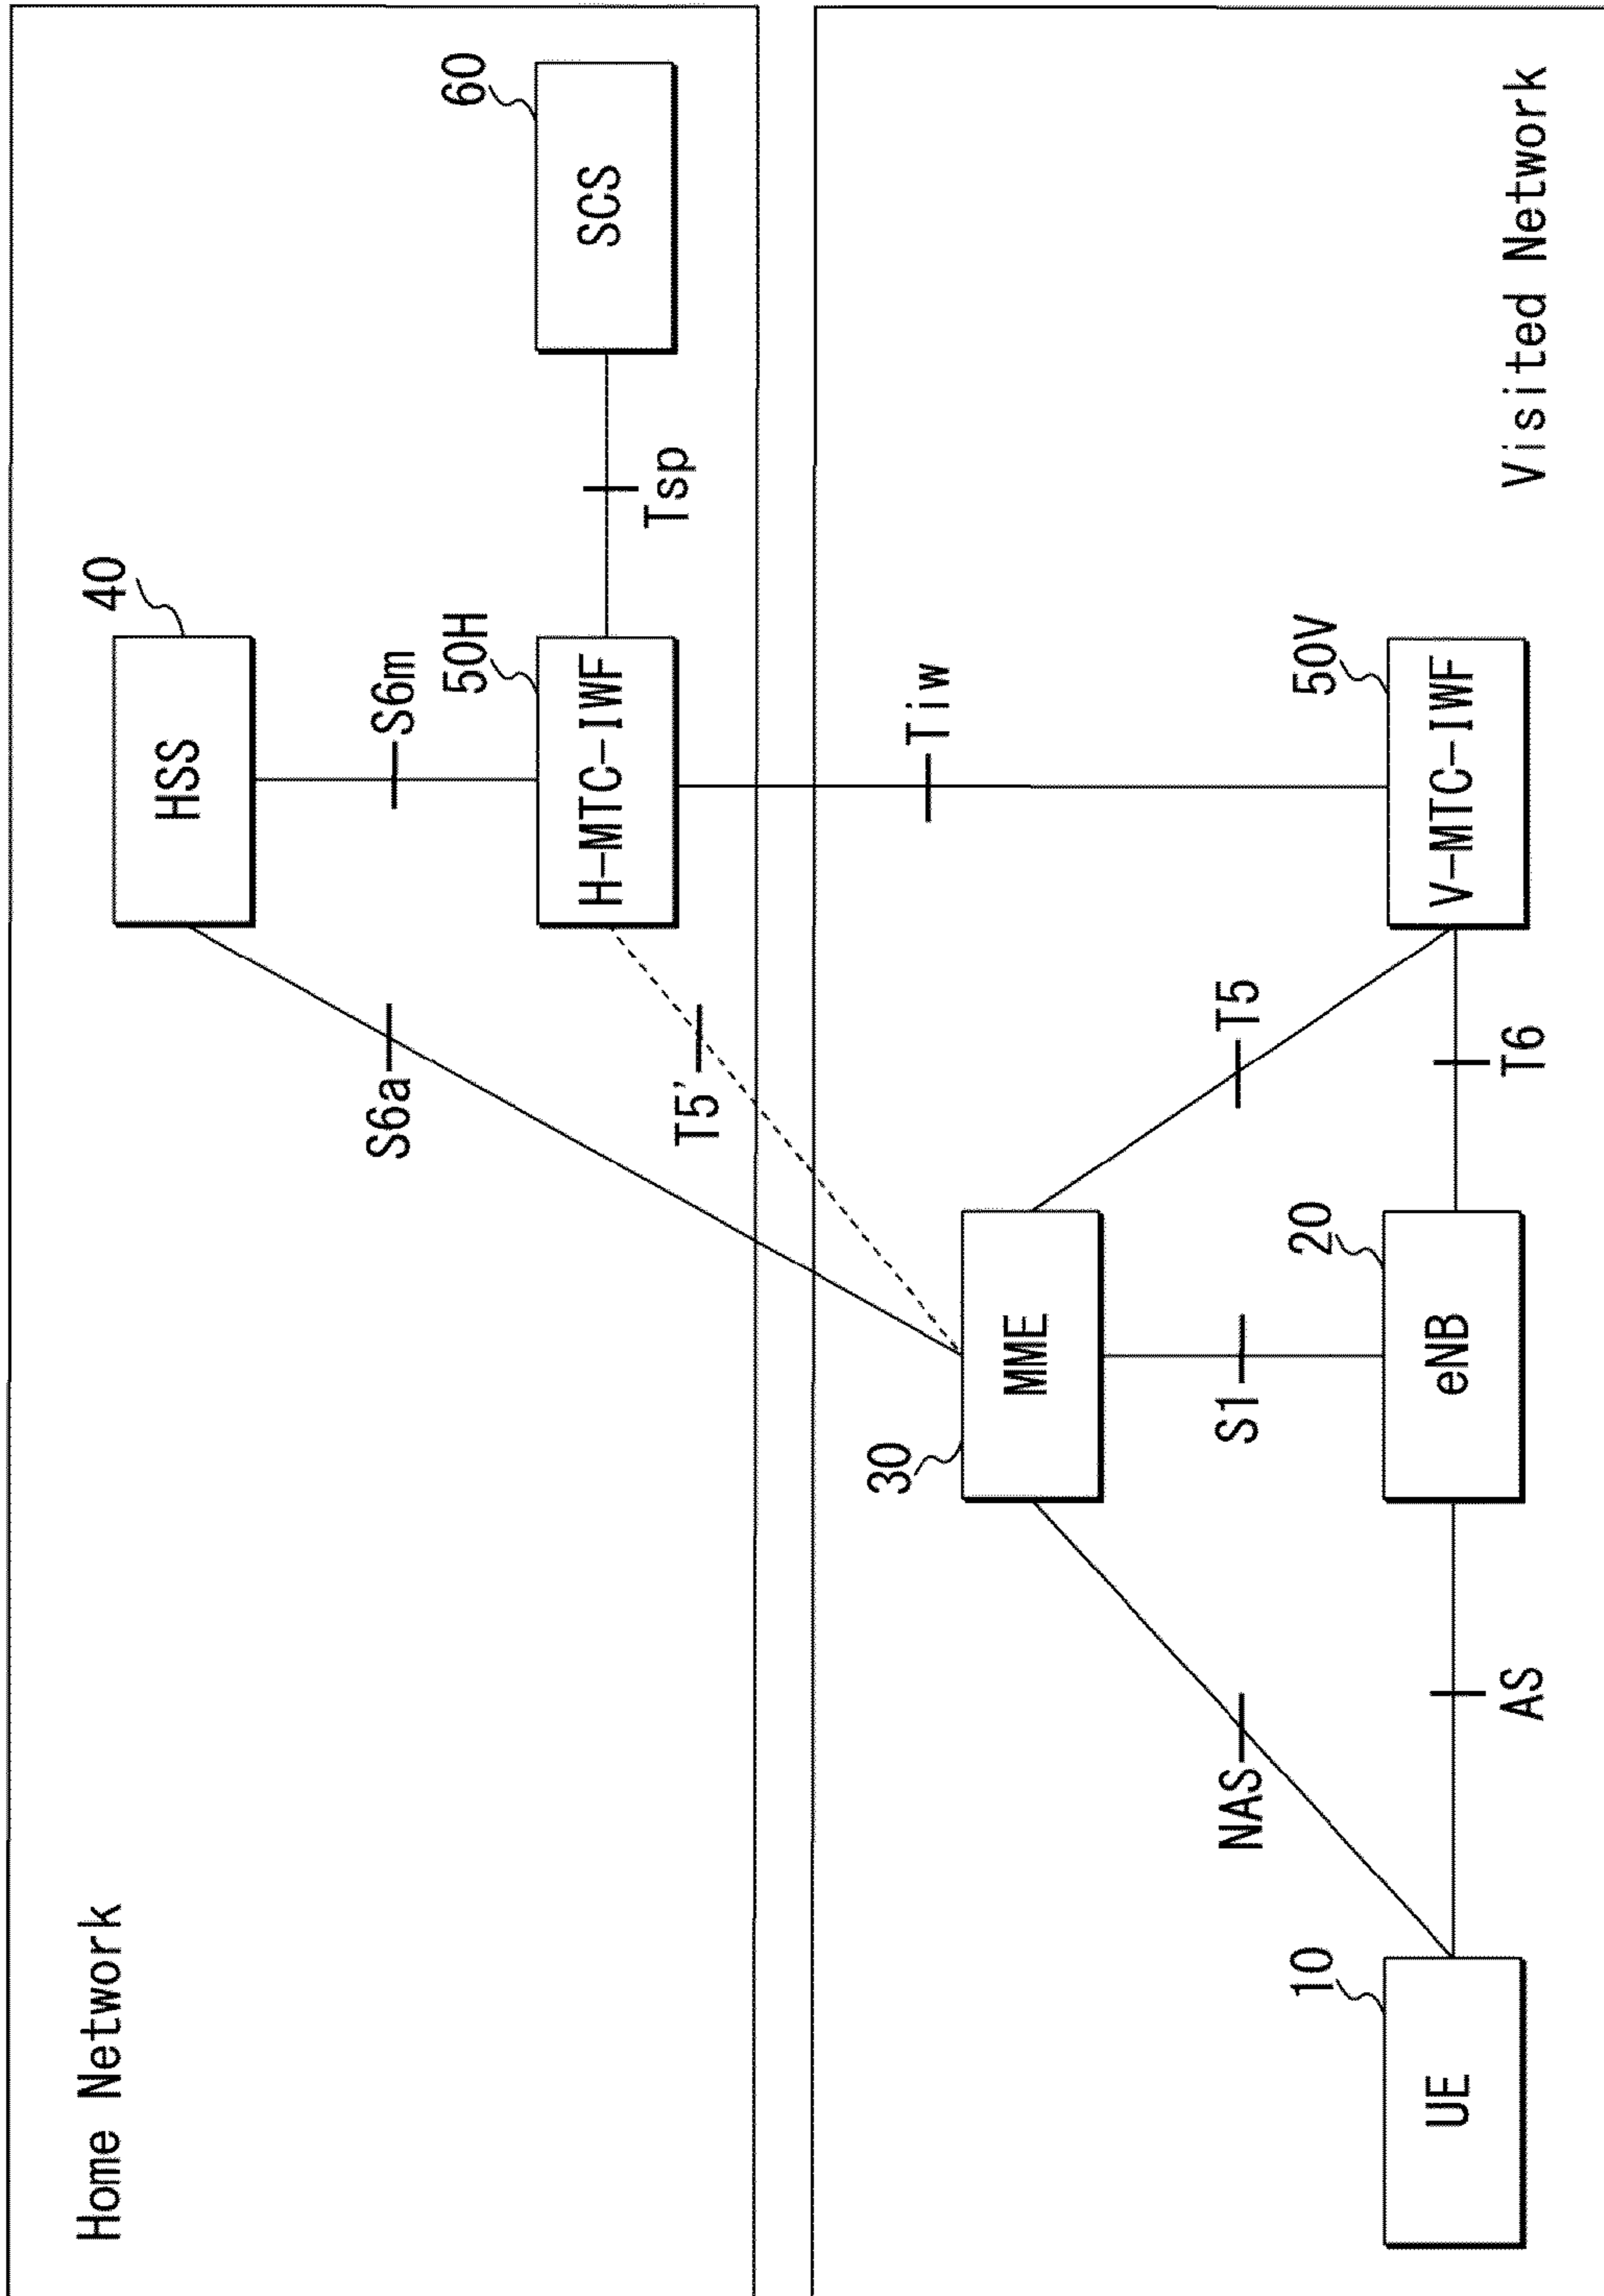 Home Network
40
HSS
S6a
S6m
50H
60
H-MTC-IWF
SCS
T5'
Tsp
Tiw
30
MME
NAS
S1
T5
10
20
50V
UE
eNB
V-MTC-IWF
AS
T6
Visited Network